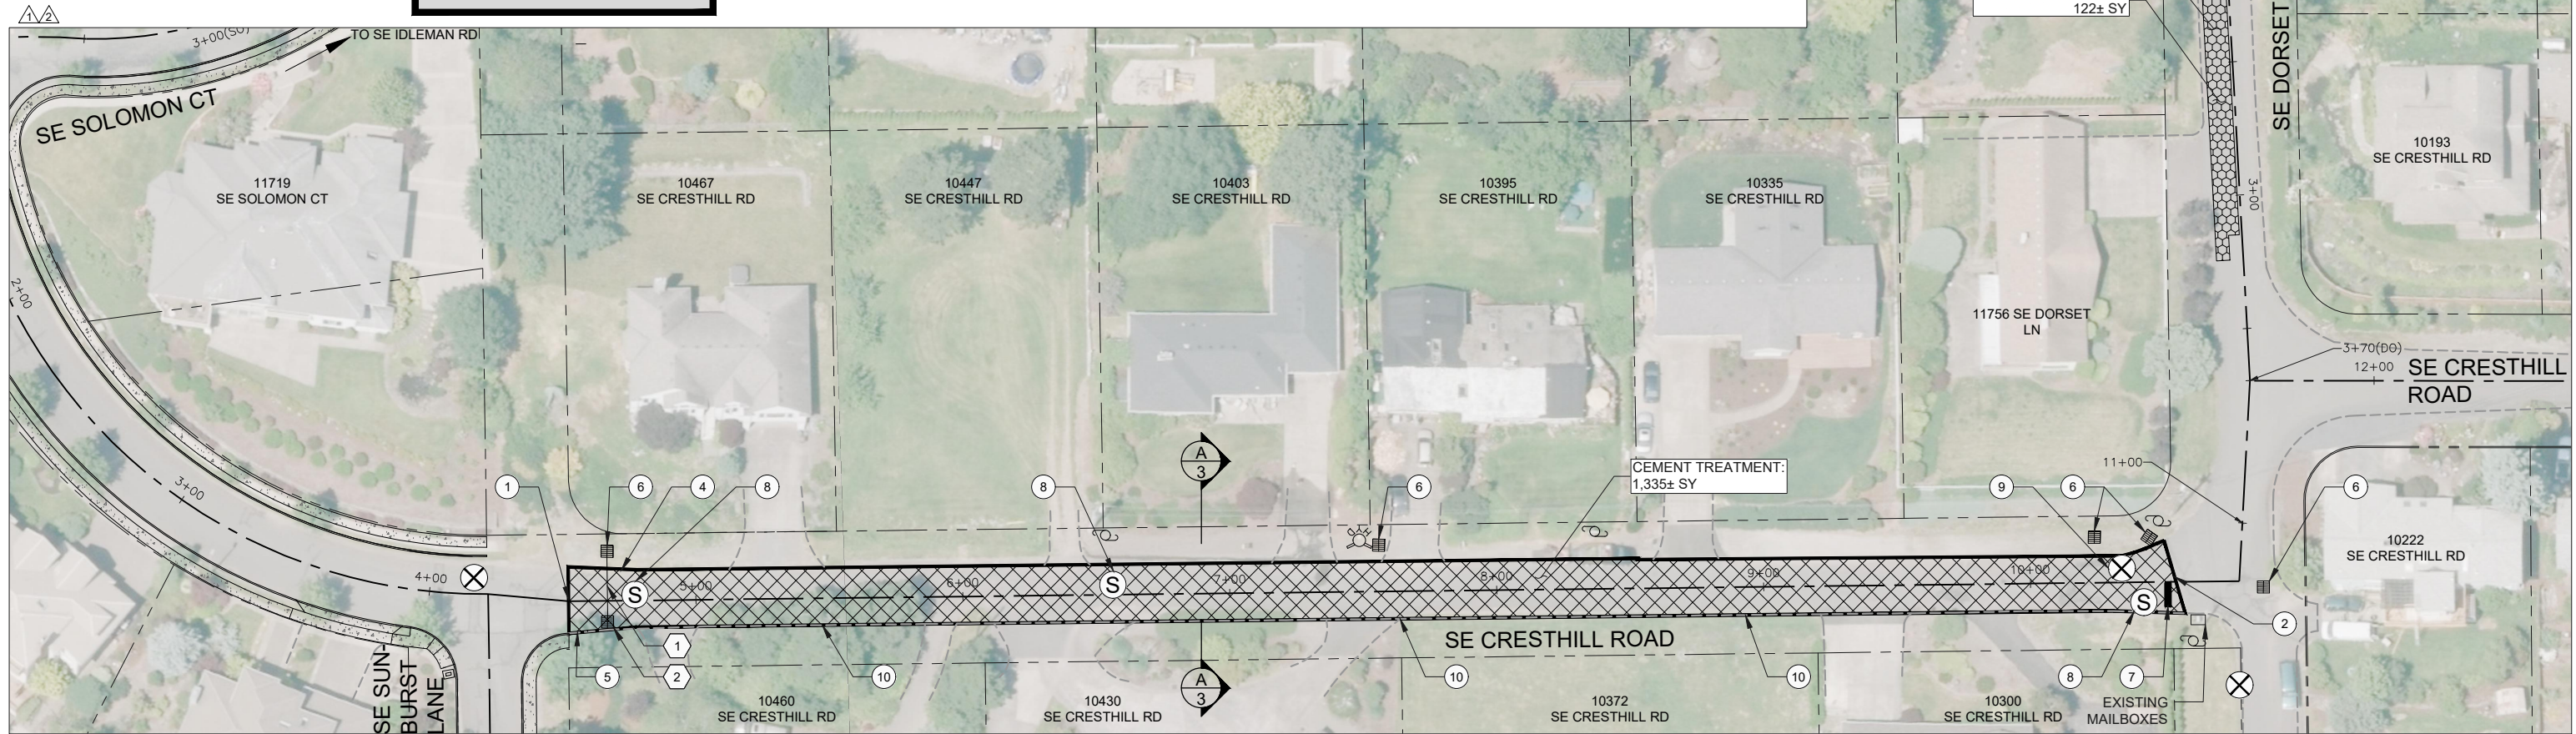 1 2
122± SY
3+00(SO)
TO SE IDLEMAN RD
SE SOLOMON CT
SE DORSET
11719
SE SOLOMON CT
10467
SE CRESTHILL RD
10447
SE CRESTHILL RD
10403
SE CRESTHILL RD
10395
SE CRESTHILL RD
10335
SE CRESTHILL RD
11756 SE DORSET
LN
10193
SE CRESTHILL RD
3+00
2+00
3+70(DO)
12+00
SE CRESTHILL
ROAD
3+00
A
3
CEMENT TREATMENT:
1,335± SY
11+00
1
6
4
8
8
6
9
6
6
10222
SE CRESTHILL RD
4+00
S
5+00
6+00
S
7+00
8+00
9+00
10+00
S
2
1
5
2
10
A
3
SE CRESTHILL ROAD
10
10
8
7
SE SUN-
BURST
LANE
10460
SE CRESTHILL RD
10430
SE CRESTHILL RD
10372
SE CRESTHILL RD
10300
SE CRESTHILL RD
EXISTING
MAILBOXES